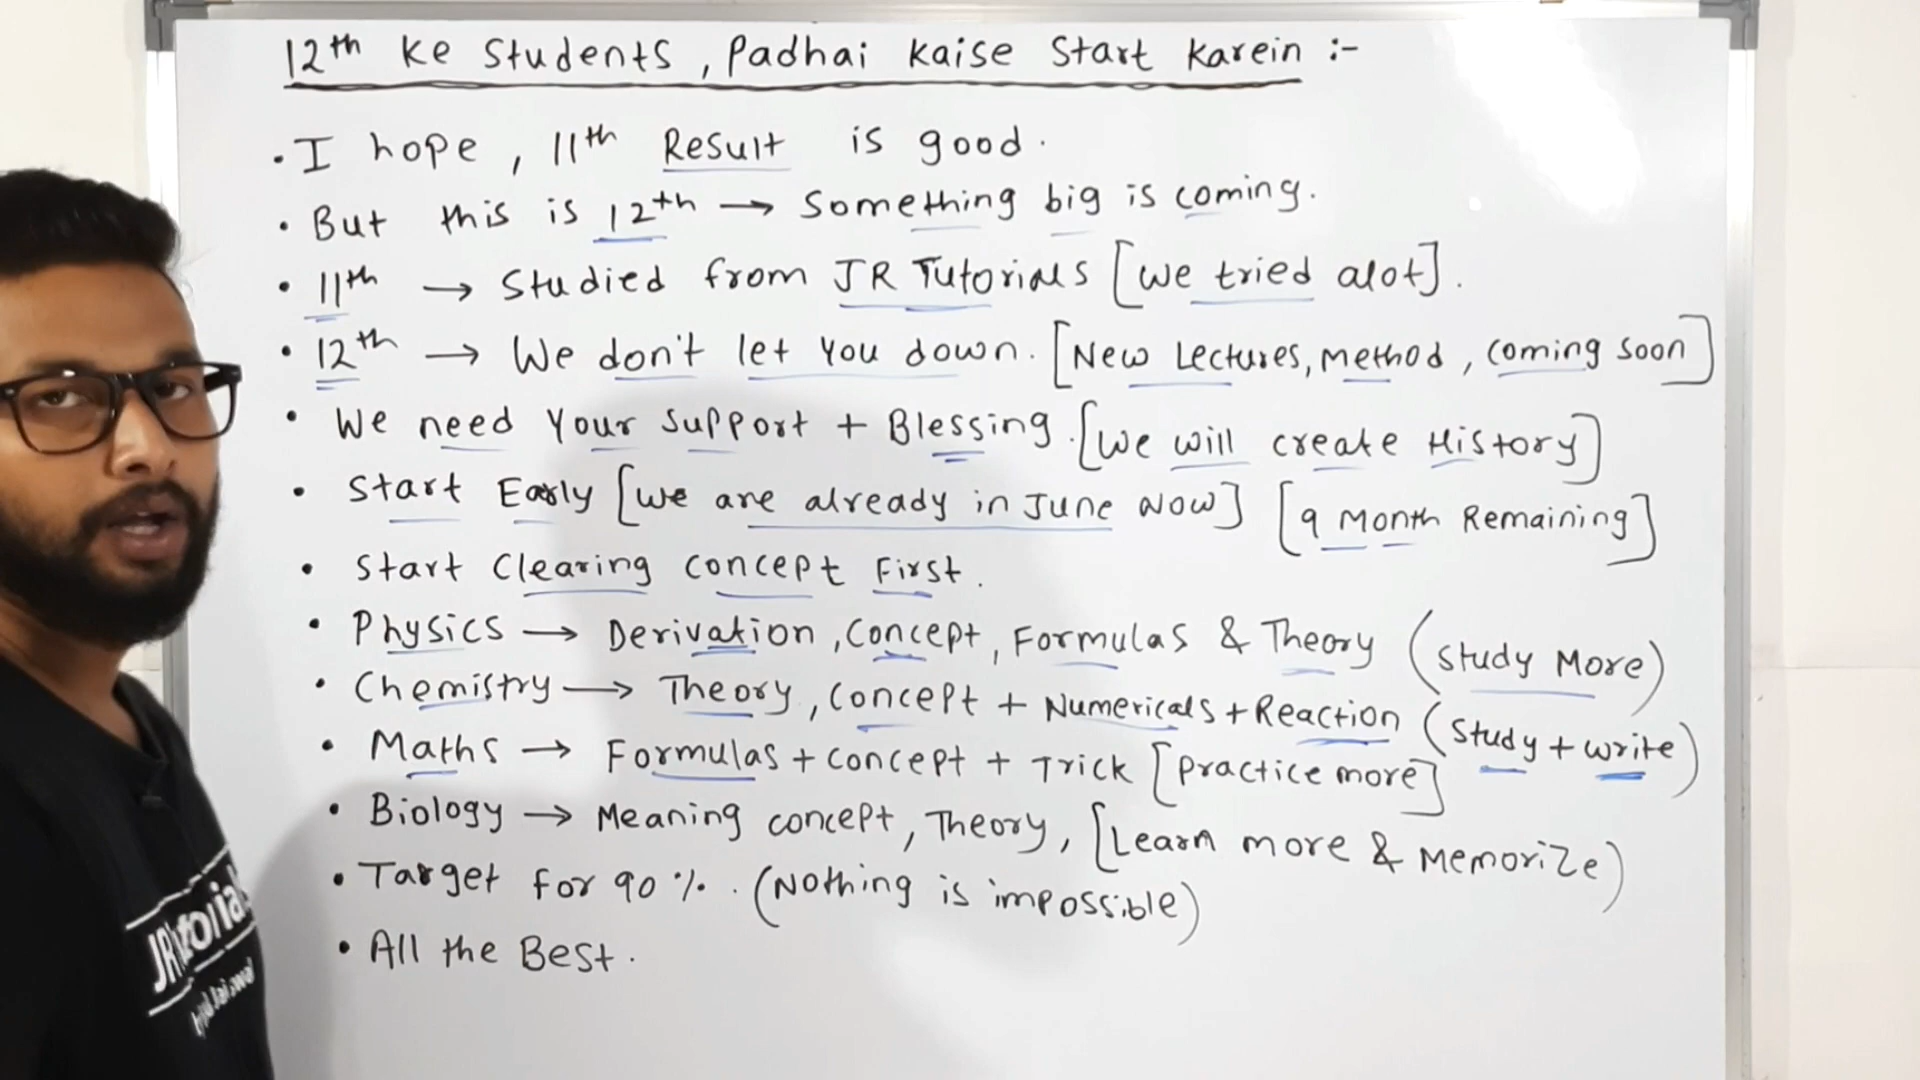 12th Ke Students, Padhai Kaise Start Karein :-
• I hope, 11th Result is good.
• But this is 12th → Something big is coming.
• 11th → Studied from JR Tutorials [We tried alot].
• 12th → We don't let You down. [New Lectures, Method, Coming Soon]
• We need Your Support + Blessing. [We will create History]
• Start Early [We are already in June Now] [9 Month Remaining]
• Start Clearing Concept First.
• Physics → Derivation, Concept, Formulas & Theory (Study More)
• Chemistry → Theory, Concept + Numericals + Reaction (Study + Write)
• Maths → Formulas + Concept + Trick [Practice more]
• Biology → Meaning concept, Theory, [Learn more & Memorize)
• Target for 90%. (Nothing is impossible)
• All the Best.
JR Tutorials
Jaiswal